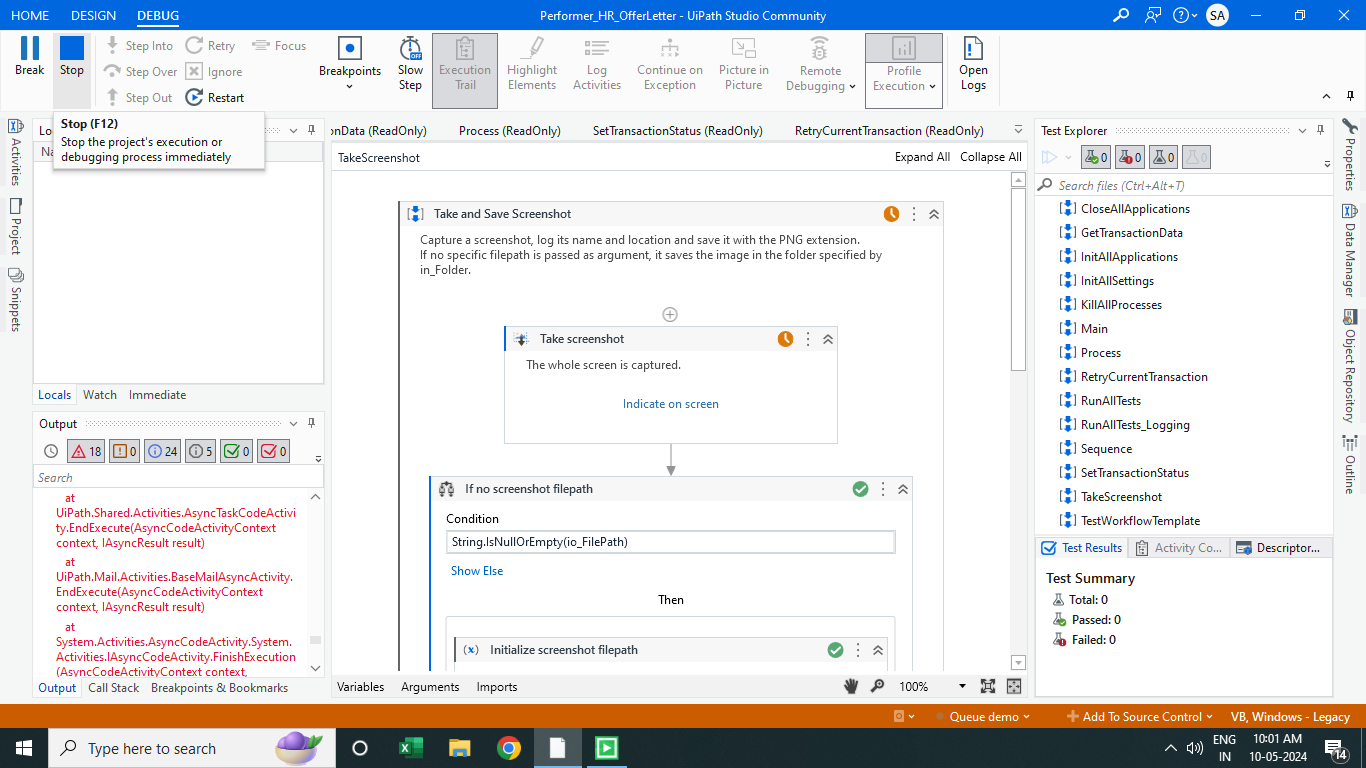 HOME DESIGN DEBUG
Performer_HR_OfferLetter - UiPath Studio Community
SA
Break
Stop
Step Into
Step Over
Step Out
Retry
Ignore
Restart
Focus
Breakpoints
Slow
Step
Execution
Trail
Highlight
Elements
Log
Activities
Continue on
Exception
Picture in
Picture
Remote
Debugging
Profile
Execution
Open
Logs
Stop (F12)
Stop the project's execution or
debugging process immediately
Lo
Na
Activities
Project
Snippets
onData (ReadOnly) Process (ReadOnly) SetTransactionStatus (ReadOnly) RetryCurrentTransaction (ReadOnly)
TakeScreenshot
Expand All Collapse All
Take and Save Screenshot
Capture a screenshot, log its name and location and save it with the PNG extension.
If no specific filepath is passed as argument, it saves the image in the folder specified by
in_Folder.
Take screenshot
The whole screen is captured.
Indicate on screen
If no screenshot filepath
Condition
String.IsNullOrEmpty(io_FilePath)
Show Else
Then
Initialize screenshot filepath
Variables Arguments Imports
100%
Locals Watch Immediate
Output
18 0 24 5 0 0
Search
at
UiPath.Shared.Activities.AsyncTaskCodeActivi
ty.EndExecute(AsyncCodeActivityContext
context, IAsyncResult result)
at
UiPath.Mail.Activities.BaseMailAsyncActivity.
EndExecute(AsyncCodeActivityContext
context, IAsyncResult result)
at
System.Activities.AsyncCodeActivity.System.
Activities.IAsyncCodeActivity.FinishExecution
(AsyncCodeActivityContext context,
Output Call Stack Breakpoints & Bookmarks
Test Explorer
0 0 0 0
Search files (Ctrl+Alt+T)
CloseAllApplications
GetTransactionData
InitAllApplications
InitAllSettings
KillAllProcesses
Main
Process
RetryCurrentTransaction
RunAllTests
RunAllTests_Logging
Sequence
SetTransactionStatus
TakeScreenshot
TestWorkflowTemplate
Test Results Activity Co... Descriptor...
Test Summary
Total: 0
Passed: 0
Failed: 0
Properties
Data Manager
Object Repository
Outline
Queue demo Add To Source Control VB, Windows - Legacy
Type here to search
ENG
IN
10:01 AM
10-05-2024
14